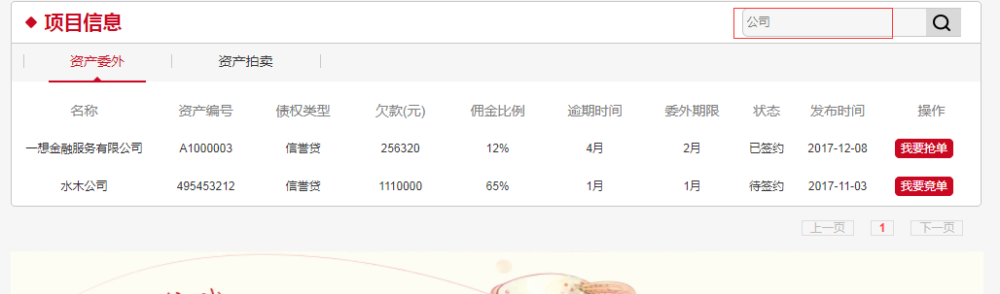 项目信息
公司
资产委外 资产拍卖
名称 资产编号 债权类型 欠款(元) 佣金比例 逾期时间 委外期限 状态 发布时间 操作
一想金融服务有限公司 A1000003 信誉贷 256320 12% 4月 2月 已签约 2017-12-08 我要抢单
水木公司 495453212 信誉贷 1110000 65% 1月 1月 待签约 2017-11-03 我要竟单
上一页 1 下一页